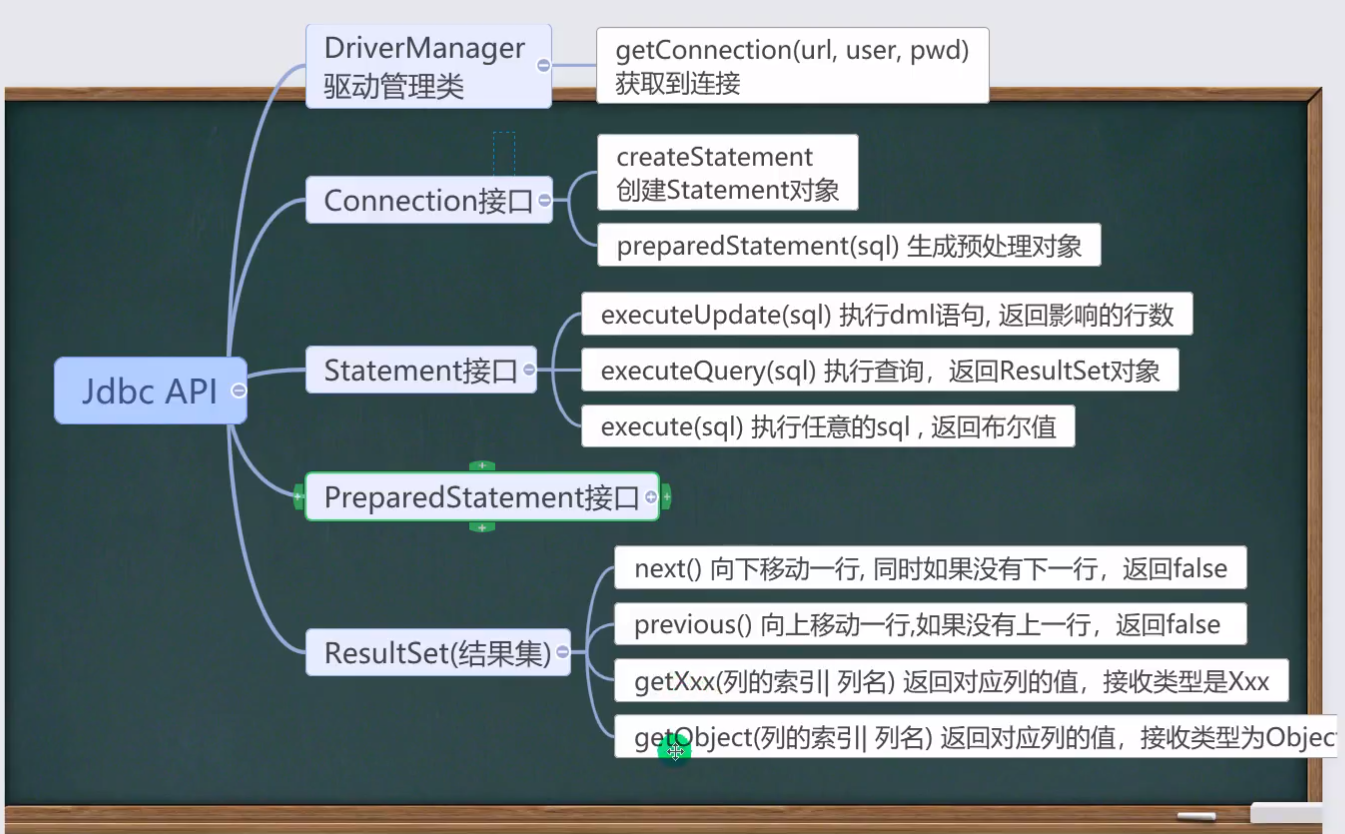 DriverManager
驱动管理类
getConnection(url, user, pwd)
获取到连接
Connection接口
createStatement
创建Statement对象
preparedStatement(sql) 生成预处理对象
Jdbc API
Statement接口
executeUpdate(sql) 执行dml语句, 返回影响的行数
executeQuery(sql) 执行查询，返回ResultSet对象
execute(sql) 执行任意的sql , 返回布尔值
PreparedStatement接口
ResultSet(结果集)
next() 向下移动一行, 同时如果没有下一行，返回false
previous() 向上移动一行,如果没有上一行，返回false
getXxx(列的索引| 列名) 返回对应列的值，接收类型是Xxx
getObject(列的索引| 列名) 返回对应列的值，接收类型为Objec